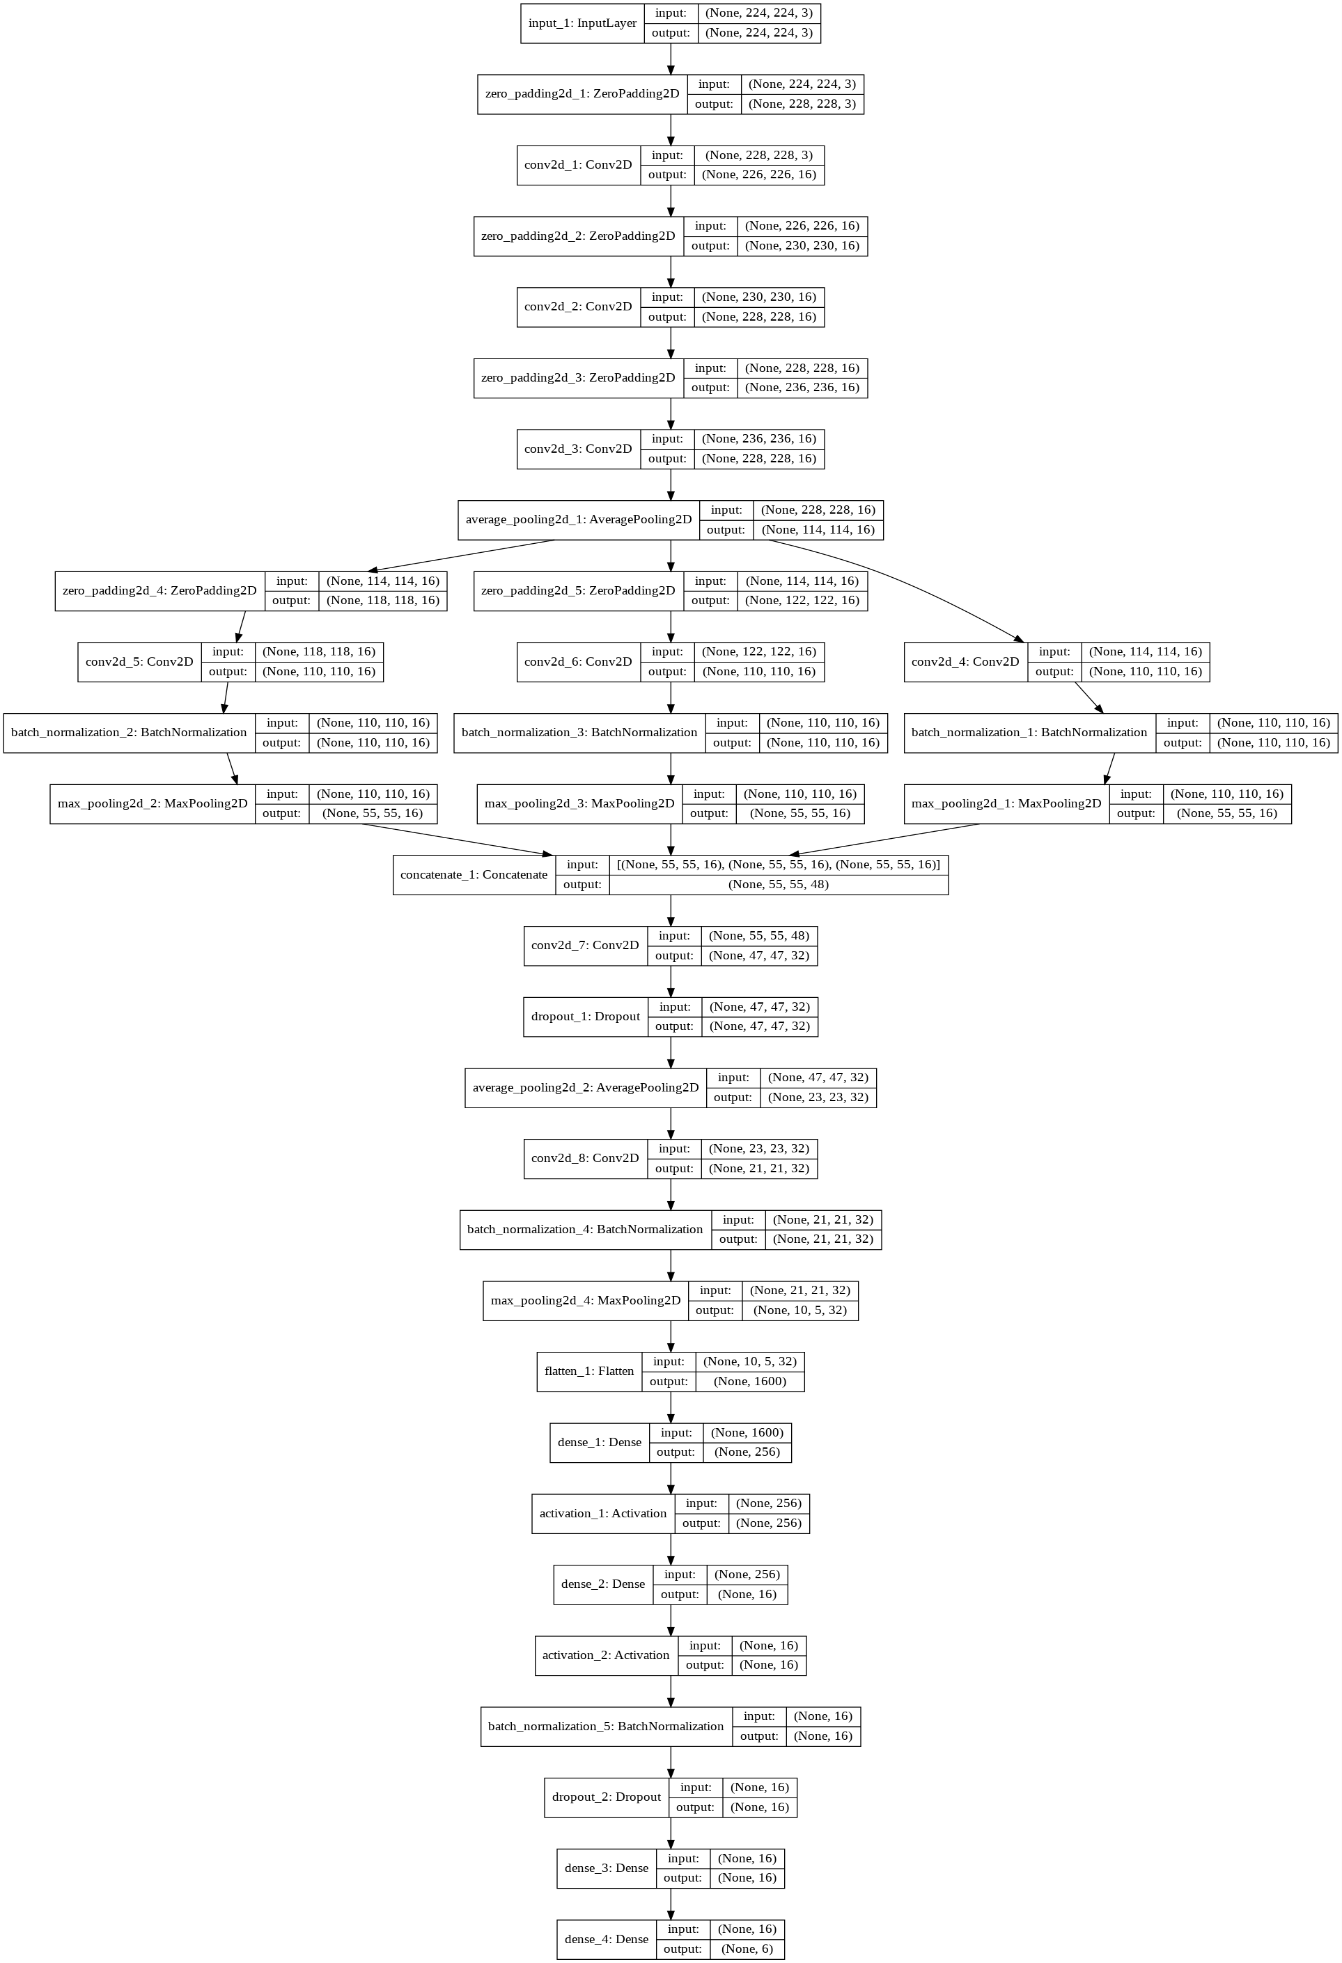 input_1: InputLayer
input: (None, 224, 224, 3)
output: (None, 224, 224, 3)
zero_padding2d_1: ZeroPadding2D
input: (None, 224, 224, 3)
output: (None, 228, 228, 3)
conv2d_1: Conv2D
input: (None, 228, 228, 3)
output: (None, 226, 226, 16)
zero_padding2d_2: ZeroPadding2D
input: (None, 226, 226, 16)
output: (None, 230, 230, 16)
conv2d_2: Conv2D
input: (None, 230, 230, 16)
output: (None, 228, 228, 16)
zero_padding2d_3: ZeroPadding2D
input: (None, 228, 228, 16)
output: (None, 236, 236, 16)
conv2d_3: Conv2D
input: (None, 236, 236, 16)
output: (None, 228, 228, 16)
average_pooling2d_1: AveragePooling2D
input: (None, 228, 228, 16)
output: (None, 114, 114, 16)
zero_padding2d_4: ZeroPadding2D
input: (None, 114, 114, 16)
output: (None, 118, 118, 16)
zero_padding2d_5: ZeroPadding2D
input: (None, 114, 114, 16)
output: (None, 122, 122, 16)
conv2d_5: Conv2D
input: (None, 118, 118, 16)
output: (None, 110, 110, 16)
conv2d_6: Conv2D
input: (None, 122, 122, 16)
output: (None, 110, 110, 16)
conv2d_4: Conv2D
input: (None, 114, 114, 16)
output: (None, 110, 110, 16)
batch_normalization_2: BatchNormalization
input: (None, 110, 110, 16)
output: (None, 110, 110, 16)
batch_normalization_3: BatchNormalization
input: (None, 110, 110, 16)
output: (None, 110, 110, 16)
batch_normalization_1: BatchNormalization
input: (None, 110, 110, 16)
output: (None, 110, 110, 16)
max_pooling2d_2: MaxPooling2D
input: (None, 110, 110, 16)
output: (None, 55, 55, 16)
max_pooling2d_3: MaxPooling2D
input: (None, 110, 110, 16)
output: (None, 55, 55, 16)
max_pooling2d_1: MaxPooling2D
input: (None, 110, 110, 16)
output: (None, 55, 55, 16)
concatenate_1: Concatenate
input: [(None, 55, 55, 16), (None, 55, 55, 16), (None, 55, 55, 16)]
output: (None, 55, 55, 48)
conv2d_7: Conv2D
input: (None, 55, 55, 48)
output: (None, 47, 47, 32)
dropout_1: Dropout
input: (None, 47, 47, 32)
output: (None, 47, 47, 32)
average_pooling2d_2: AveragePooling2D
input: (None, 47, 47, 32)
output: (None, 23, 23, 32)
conv2d_8: Conv2D
input: (None, 23, 23, 32)
output: (None, 21, 21, 32)
batch_normalization_4: BatchNormalization
input: (None, 21, 21, 32)
output: (None, 21, 21, 32)
max_pooling2d_4: MaxPooling2D
input: (None, 21, 21, 32)
output: (None, 10, 5, 32)
flatten_1: Flatten
input: (None, 10, 5, 32)
output: (None, 1600)
dense_1: Dense
input: (None, 1600)
output: (None, 256)
activation_1: Activation
input: (None, 256)
output: (None, 256)
dense_2: Dense
input: (None, 256)
output: (None, 16)
activation_2: Activation
input: (None, 16)
output: (None, 16)
batch_normalization_5: BatchNormalization
input: (None, 16)
output: (None, 16)
dropout_2: Dropout
input: (None, 16)
output: (None, 16)
dense_3: Dense
input: (None, 16)
output: (None, 16)
dense_4: Dense
input: (None, 16)
output: (None, 6)